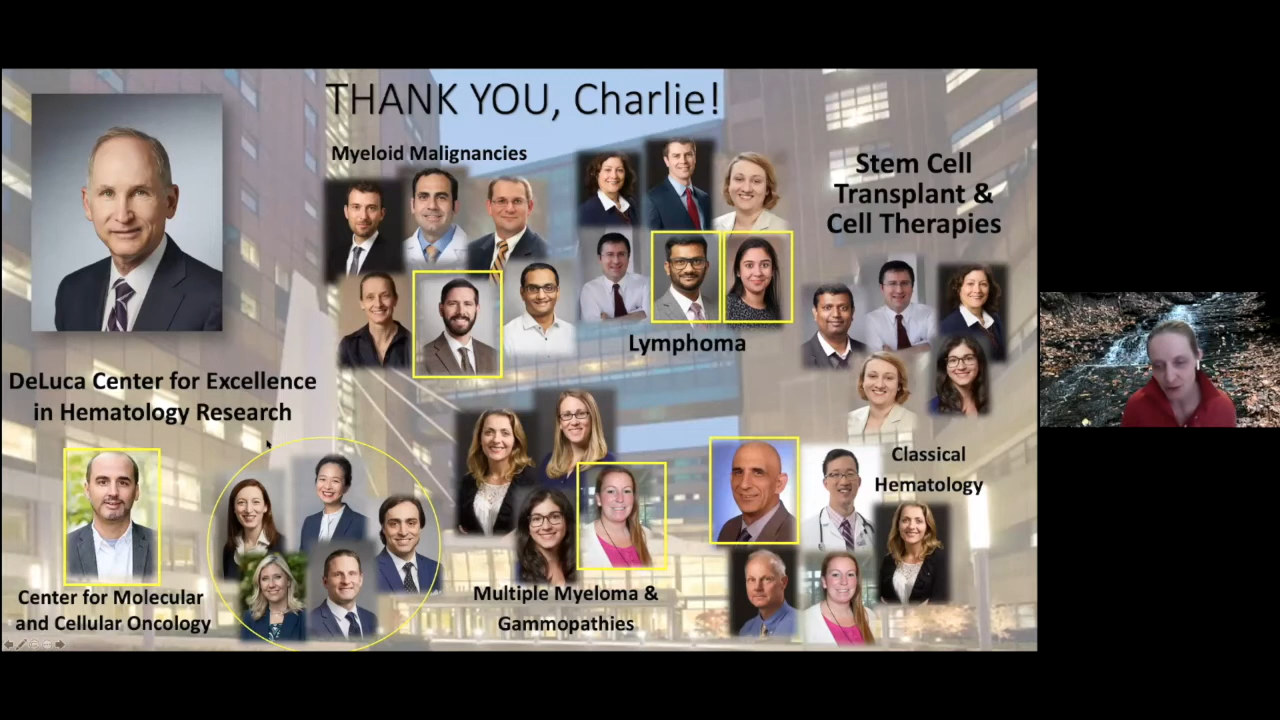 THANK YOU, Charlie!
Myeloid Malignancies
Stem Cell
Transplant &
Cell Therapies
Lymphoma
DeLuca Center for Excellence
in Hematology Research
Classical
Hematology
Center for Molecular
and Cellular Oncology
Multiple Myeloma &
Gammopathies